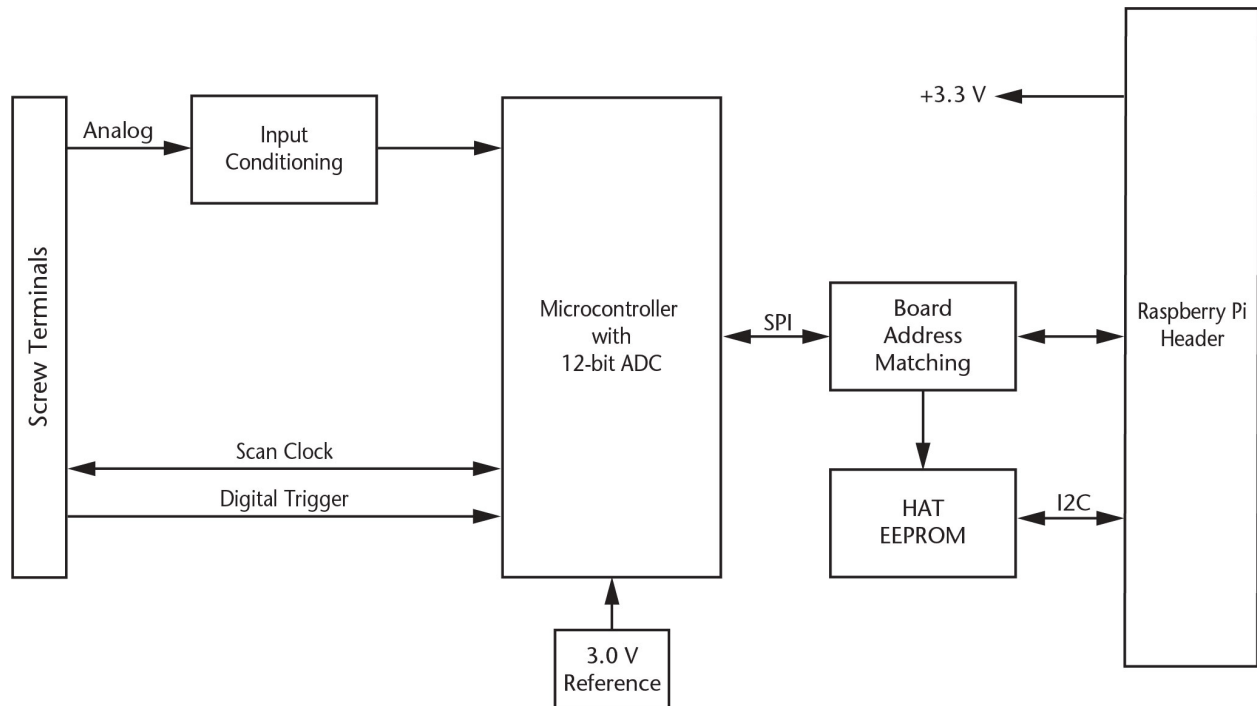 +3.3 V
Analog
Input
Conditioning
Screw Terminals
Microcontroller
with
12-bit ADC
SPI
Board
Address
Matching
Raspberry Pi
Header
Scan Clock
Digital Trigger
HAT
EEPROM
I2C
3.0 V
Reference